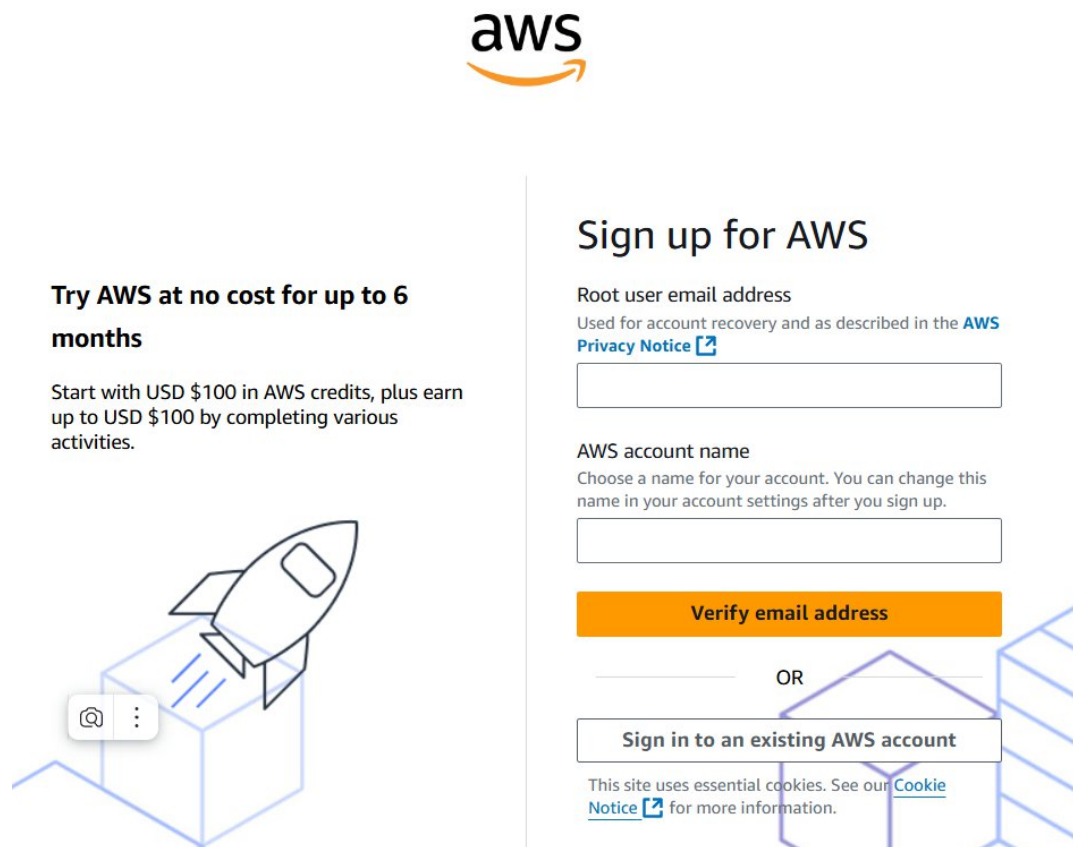 aws
Try AWS at no cost for up to 6
months
Start with USD $100 in AWS credits, plus earn
up to USD $100 by completing various
activities.
Sign up for AWS
Root user email address
Used for account recovery and as described in the AWS
Privacy Notice
AWS account name
Choose a name for your account. You can change this
name in your account settings after you sign up.
Verify email address
OR
Sign in to an existing AWS account
This site uses essential cookies. See our Cookie
Notice for more information.